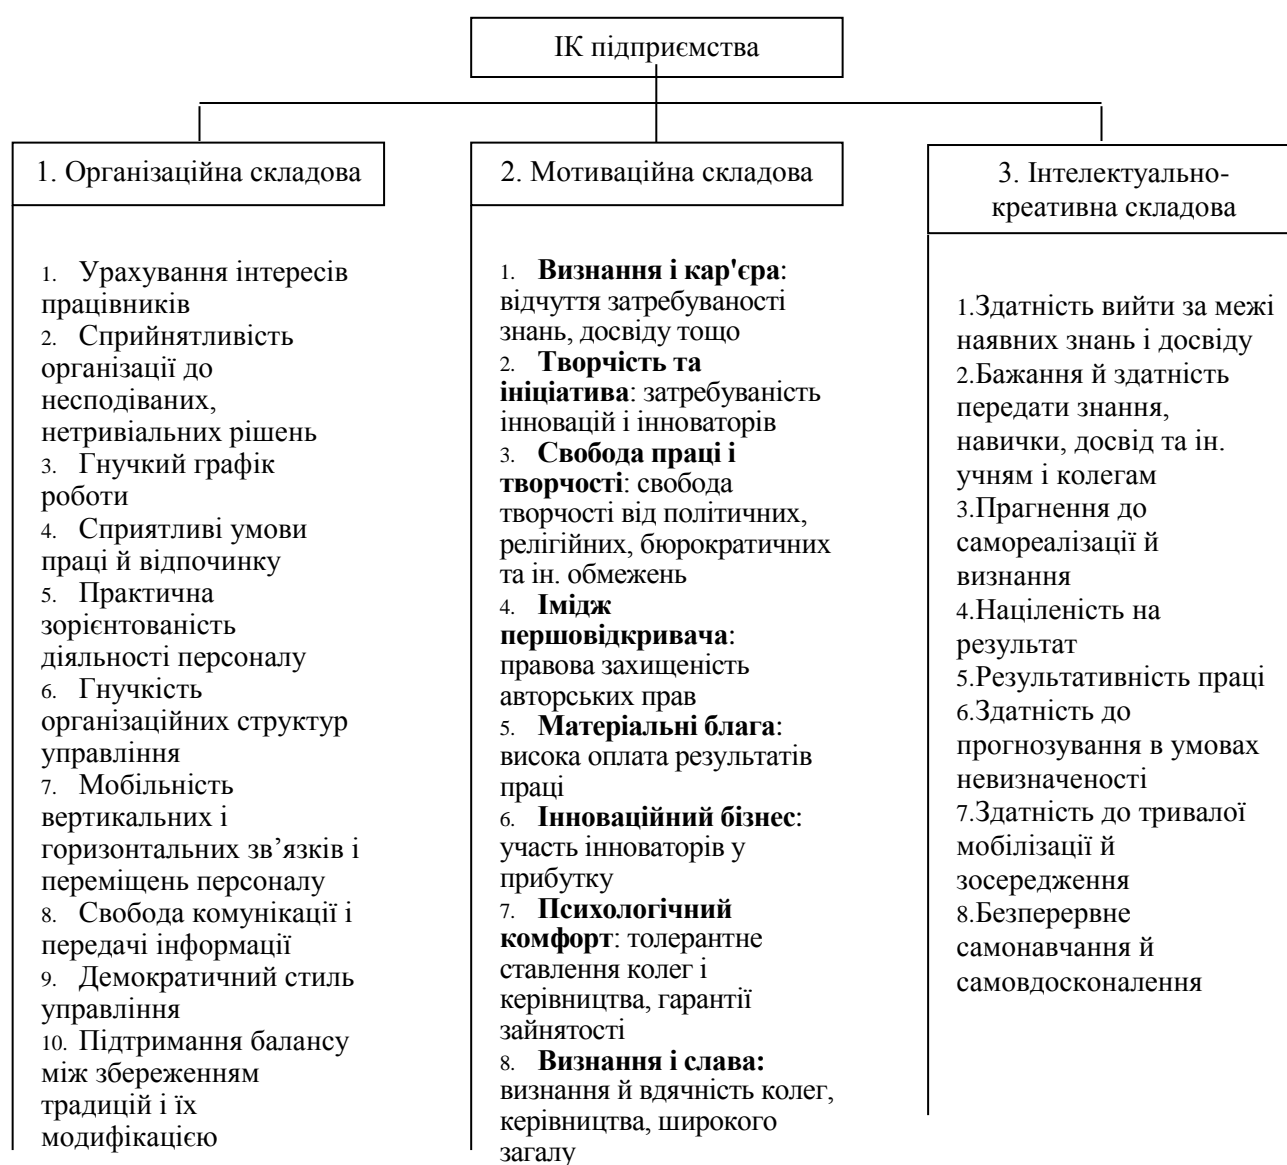 ІК підприємства
1. Організаційна складова
1. Урахування інтересів
працівників
2. Сприйнятливість
організації до
несподіваних,
нетривіальних рішень
3. Гнучкий графік
роботи
4. Сприятливі умови
праці й відпочинку
5. Практична
зорієнтованість
діяльності персоналу
6. Гнучкість
організаційних структур
управління
7. Мобільність
вертикальних і
горизонтальних зв’язків і
переміщень персоналу
8. Свобода комунікації і
передачі інформації
9. Демократичний стиль
управління
10. Підтримання балансу
між збереженням
традицій і їх
модифікацією
2. Мотиваційна складова
1. Визнання і кар'єра:
відчуття затребуваності
знань, досвіду тощо
2. Творчість та
ініціатива: затребуваність
інновацій і інноваторів
3. Свобода праці і
творчості: свобода
творчості від політичних,
релігійних, бюрократичних
та ін. обмежень
4. Імідж
першовідкривача:
правова захищеність
авторських прав
5. Матеріальні блага:
висока оплата результатів
праці
6. Інноваційний бізнес:
участь інноваторів у
прибутку
7. Психологічний
комфорт: толерантне
ставлення колег і
керівництва, гарантії
зайнятості
8. Визнання і слава:
визнання й вдячність колег,
керівництва, широкого
загалу
3. Інтелектуально-
креативна складова
1.Здатність вийти за межі
наявних знань і досвіду
2.Бажання й здатність
передати знання,
навички, досвід та ін.
учням і колегам
3.Прагнення до
самореалізації й
визнання
4.Націленість на
результат
5.Результативність праці
6.Здатність до
прогнозування в умовах
невизначеності
7.Здатність до тривалої
мобілізації й
зосередження
8.Безперервне
самонавчання й
самовдосконалення